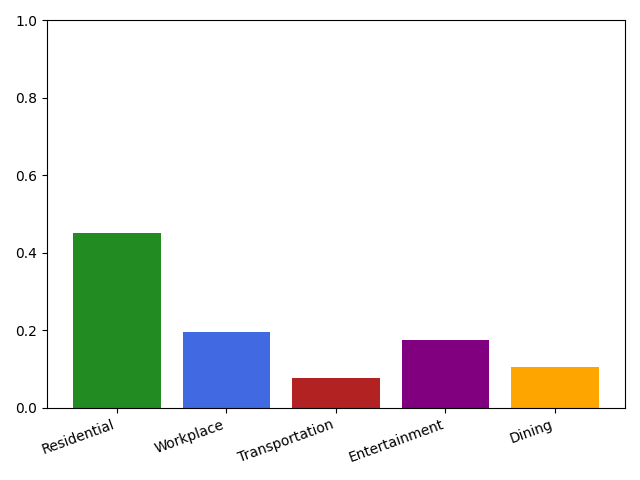 1.0
0.8
0.6
0.4
0.2
0.0
Residential
Workplace
Transportation
Entertainment
Dining